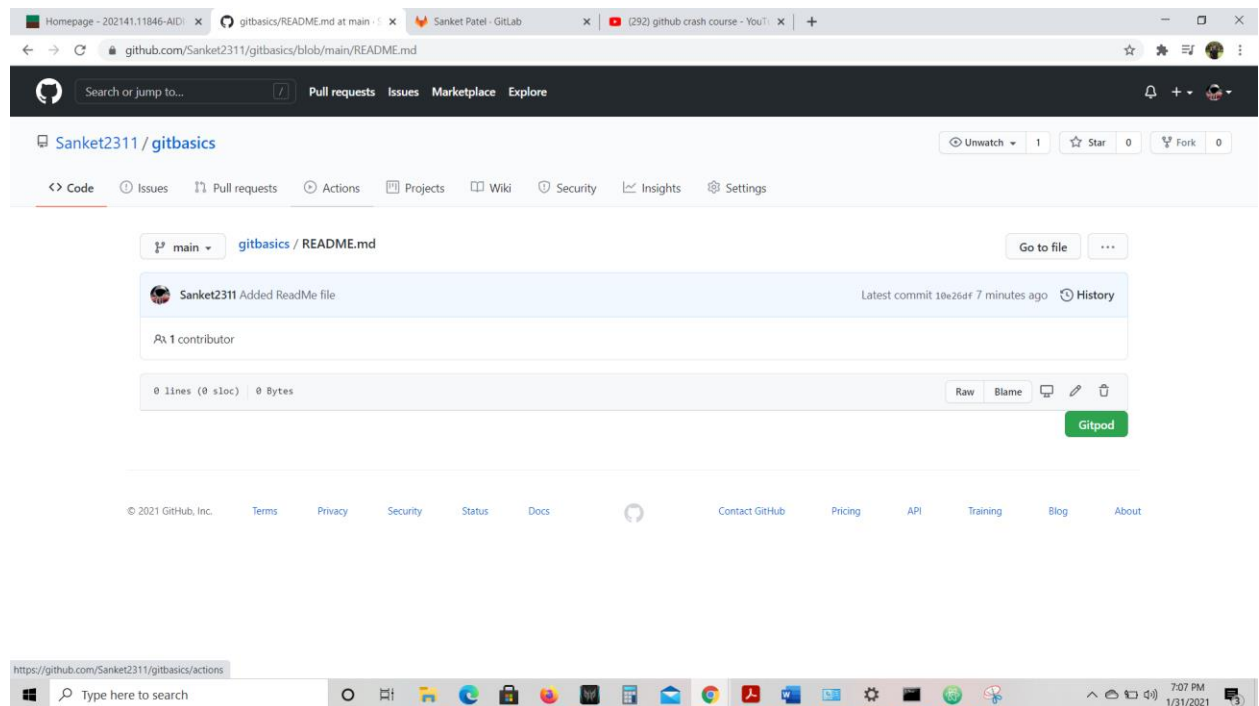 Homepage - 202141.11846-AIDI
gitbasics/README.md at main · S
Sanket Patel · GitLab
(292) github crash course - YouT
github.com/Sanket2311/gitbasics/blob/main/README.md
Search or jump to... /
Pull requests Issues Marketplace Explore
Sanket2311 / gitbasics
Unwatch 1 Star 0 Fork 0
<> Code Issues Pull requests Actions Projects Wiki Security Insights Settings
main gitbasics / README.md Go to file ...
Sanket2311 Added ReadMe file Latest commit 10e26df 7 minutes ago History
1 contributor
0 lines (0 sloc) 0 Bytes Raw Blame
Gitpod
© 2021 GitHub, Inc. Terms Privacy Security Status Docs Contact GitHub Pricing API Training Blog About
https://github.com/Sanket2311/gitbasics/actions
Type here to search
7:07 PM
1/31/2021
3